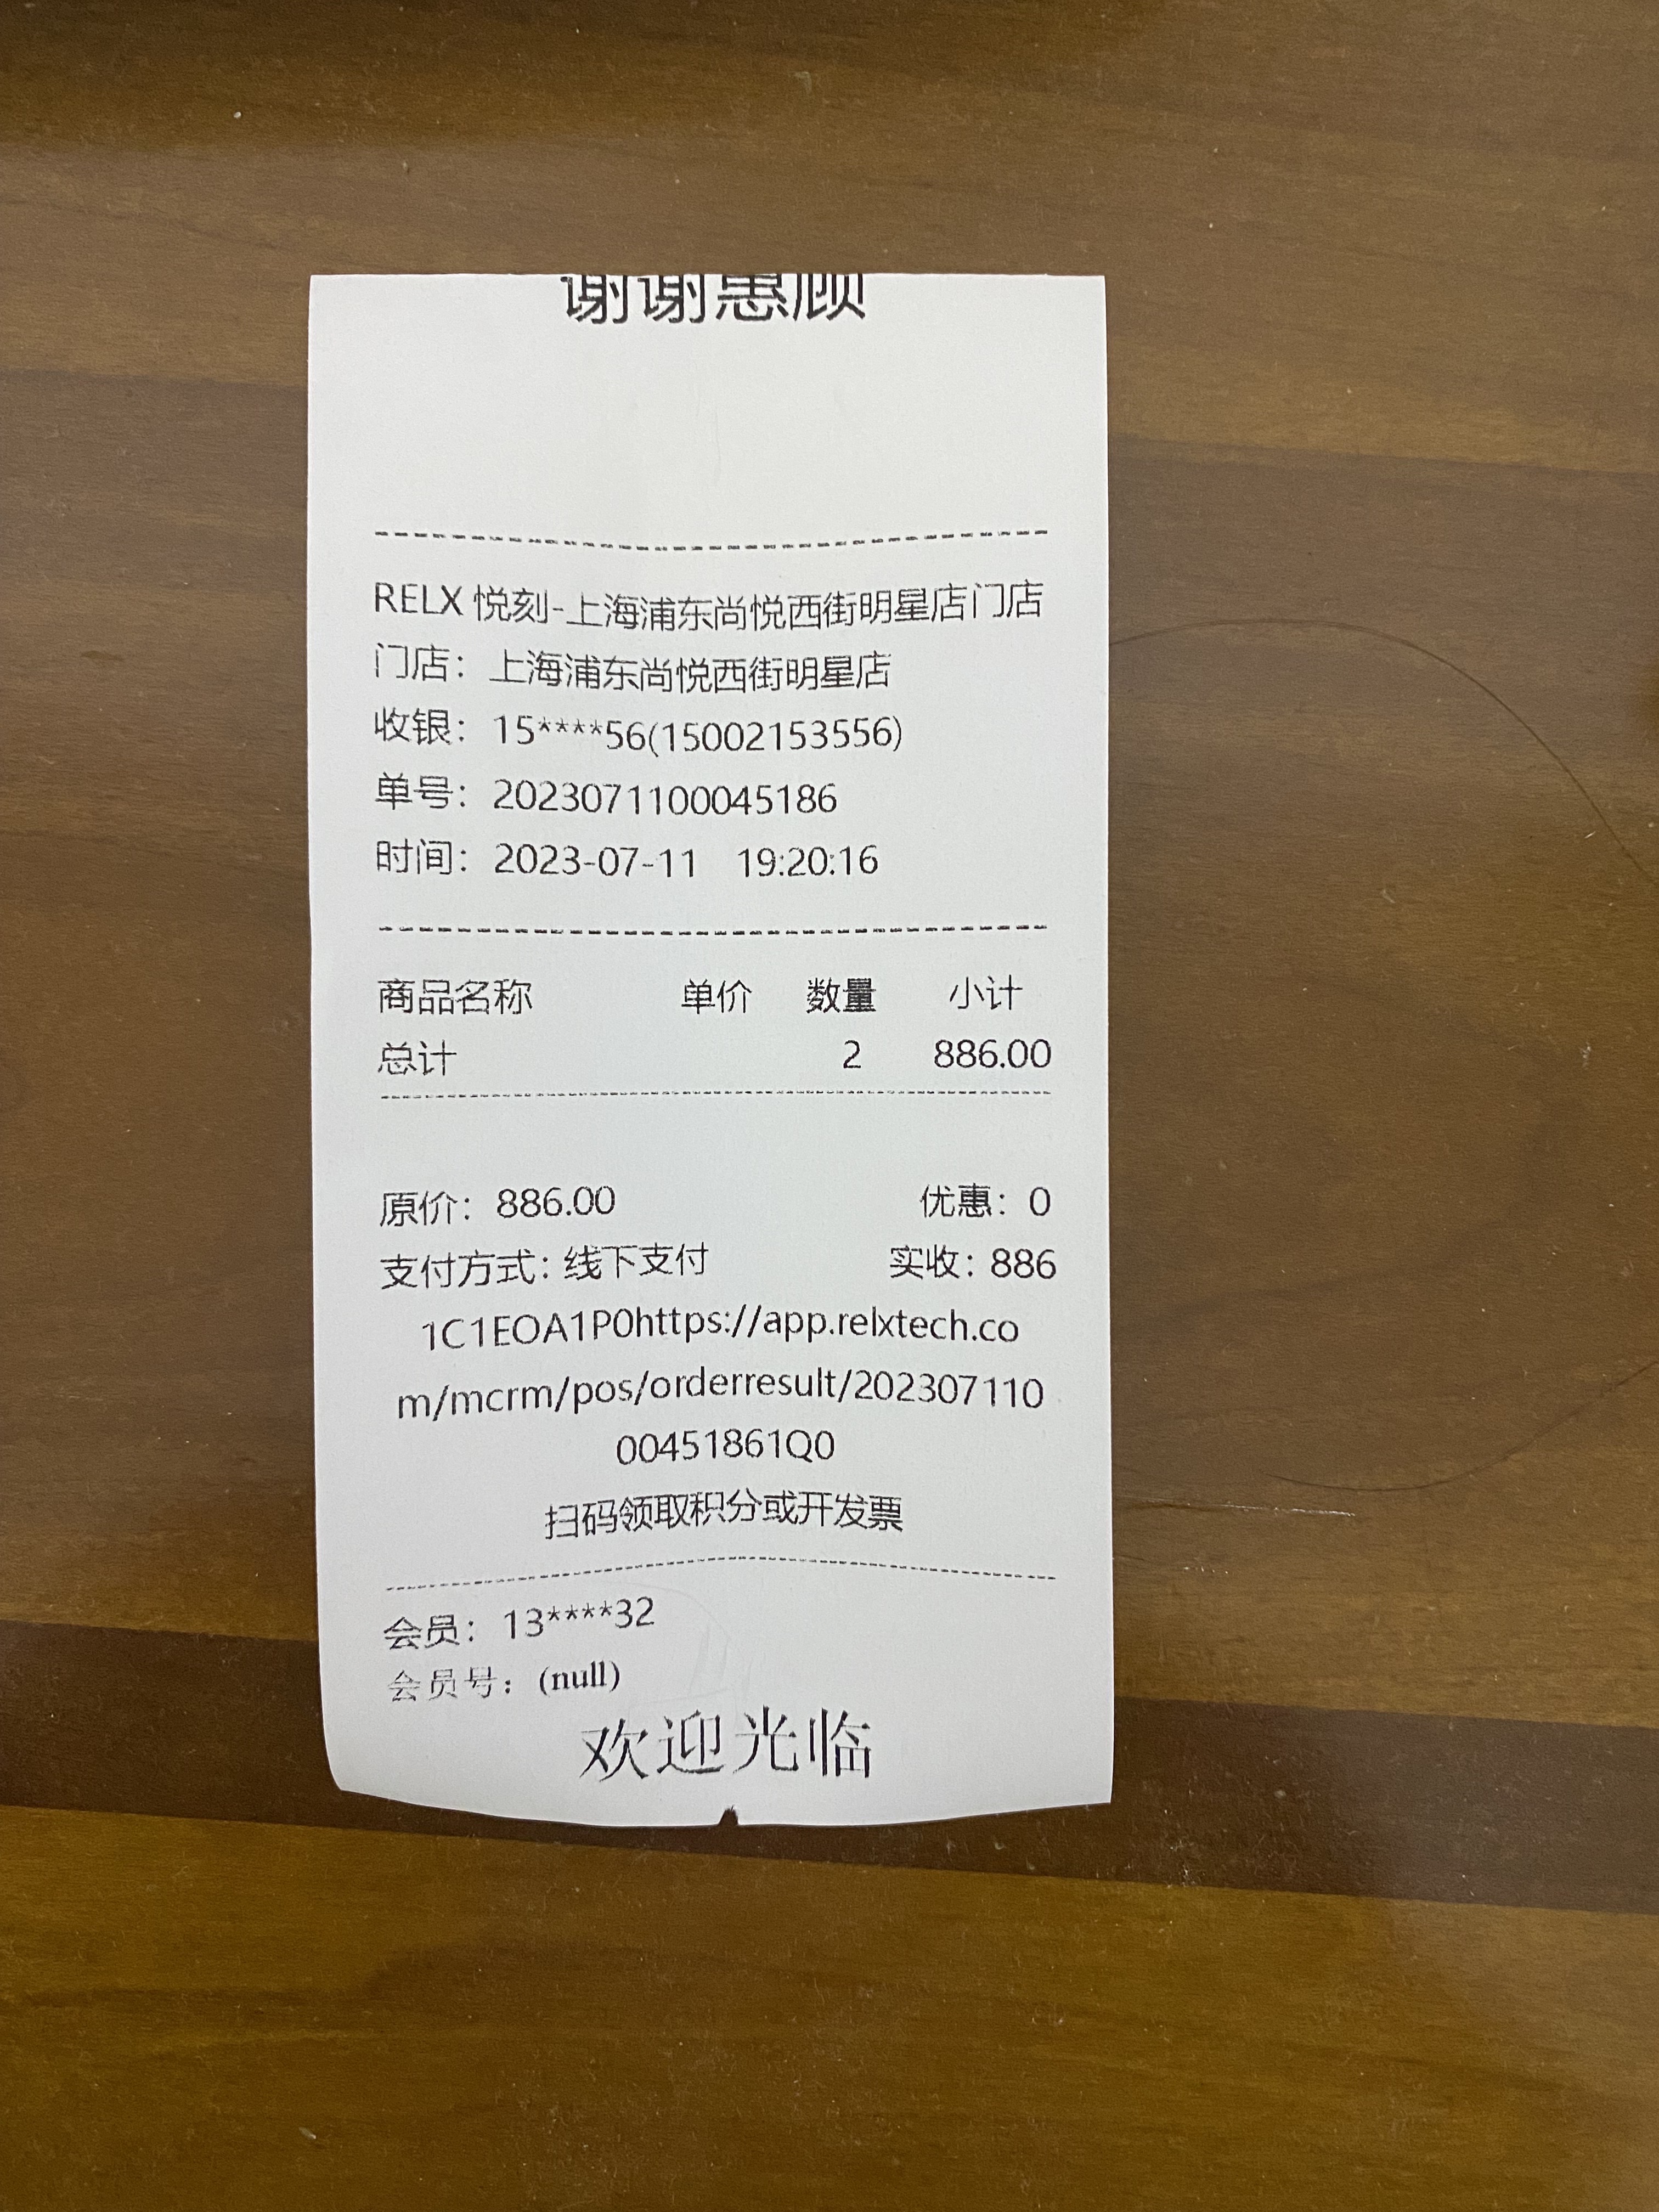 谢谢惠顾
RELX 悦刻-上海浦东尚悦西街明星店门店
门店：上海浦东尚悦西街明星店
收银：15****56(15002153556)
单号：2023071100045186
时间：2023-07-11 19:20:16
商品名称 单价 数量 小计
总计 2 886.00
原价：886.00 优惠：0
支付方式：线下支付 实收：886
1C1EOA1P0https://app.relxtech.co
m/mcrm/pos/orderresult/202307110
00451861Q0
扫码领取积分或开发票
会员：13****32
会员号：(null)
欢迎光临